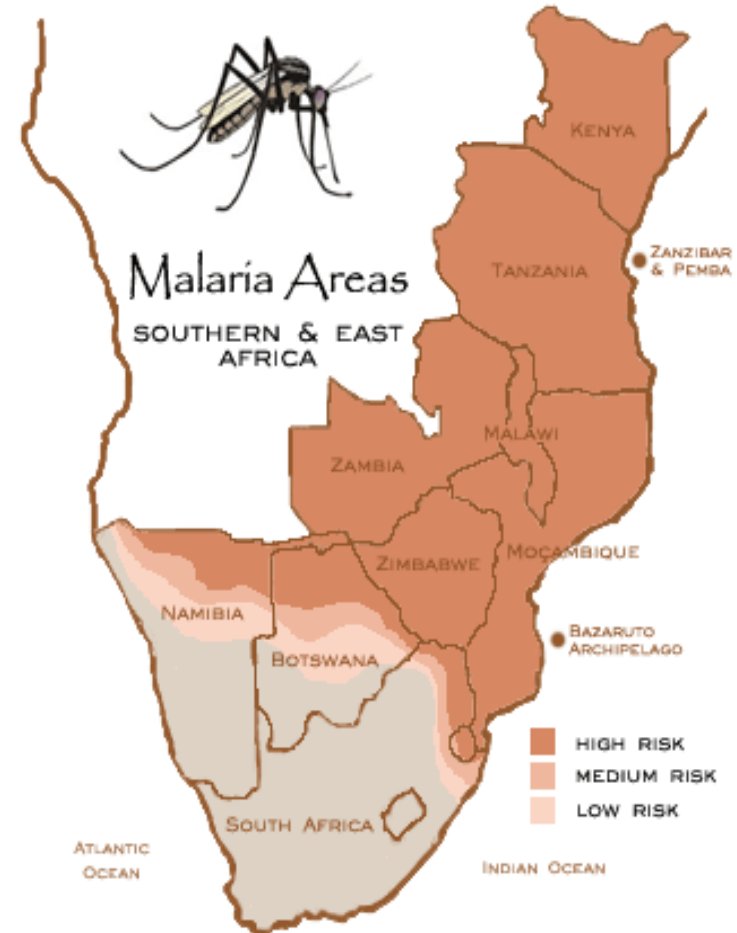 KENYA
ZANZIBAR
& PEMBA
TANZANIA
Malaria Areas
SOUTHERN & EAST
AFRICA
MALAWI
ZAMBIA
MOÇAMBIQUE
ZIMBABWE
NAMIBIA
BAZARUTO
ARCHIPELAGO
BOTSWANA
HIGH RISK
MEDIUM RISK
LOW RISK
SOUTH AFRICA
ATLANTIC
OCEAN
INDIAN OCEAN